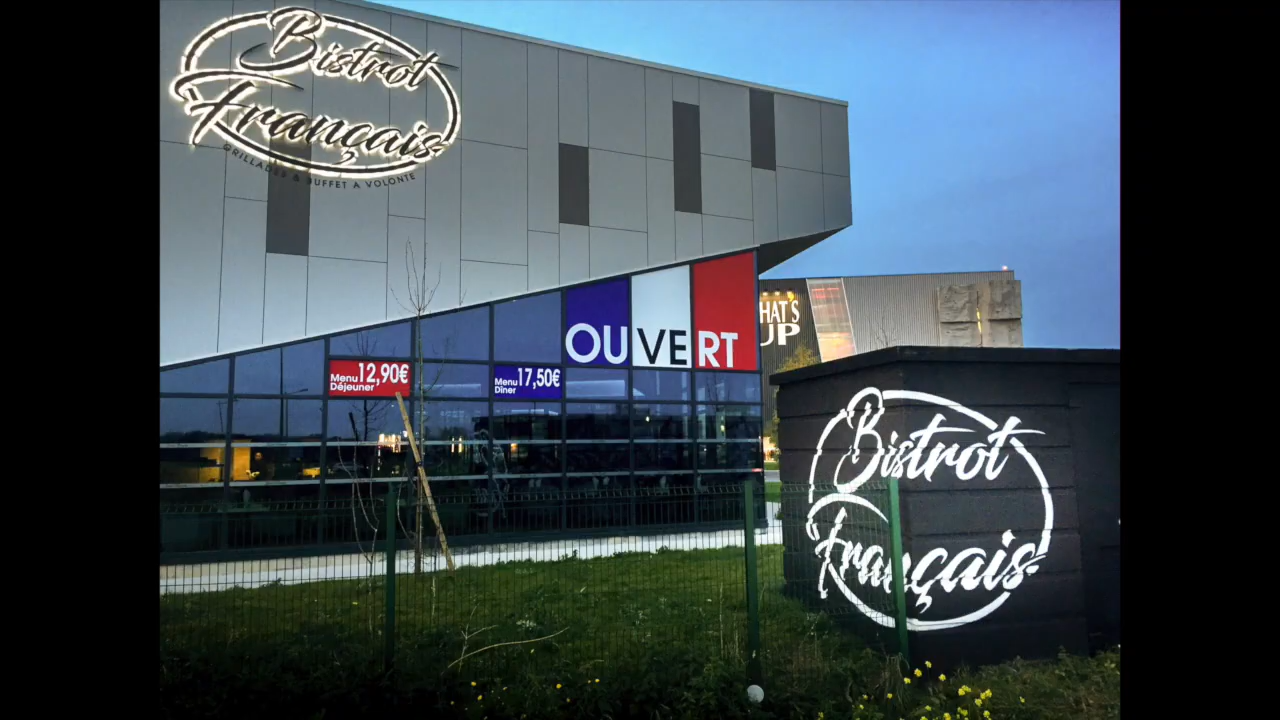 Bistrot
Français
GRILLADES & BUFFET A VOLONTE
OUVERT
Menu 12,90€
Déjeuner
Menu 17,50€
Dîner
HAT'S
UP
Bistrot
Français